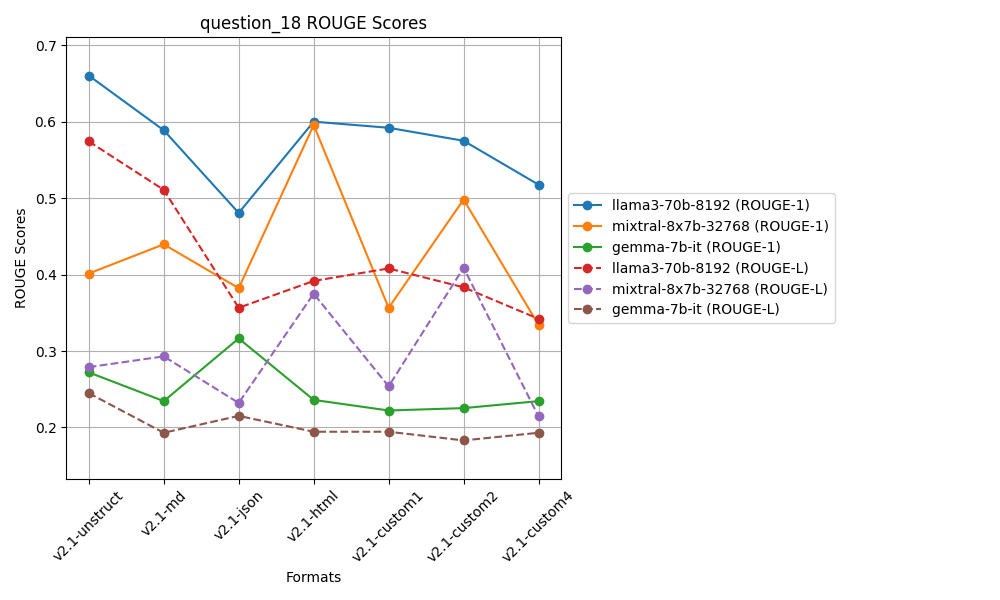 question_18 ROUGE Scores
ROUGE Scores
0.7
0.6
0.5
0.4
0.3
0.2
v2.1-unstruct
v2.1-md
v2.1-json
v2.1-html
v2.1-custom1
v2.1-custom2
v2.1-custom4
Formats
llama3-70b-8192 (ROUGE-1)
mixtral-8x7b-32768 (ROUGE-1)
gemma-7b-it (ROUGE-1)
llama3-70b-8192 (ROUGE-L)
mixtral-8x7b-32768 (ROUGE-L)
gemma-7b-it (ROUGE-L)